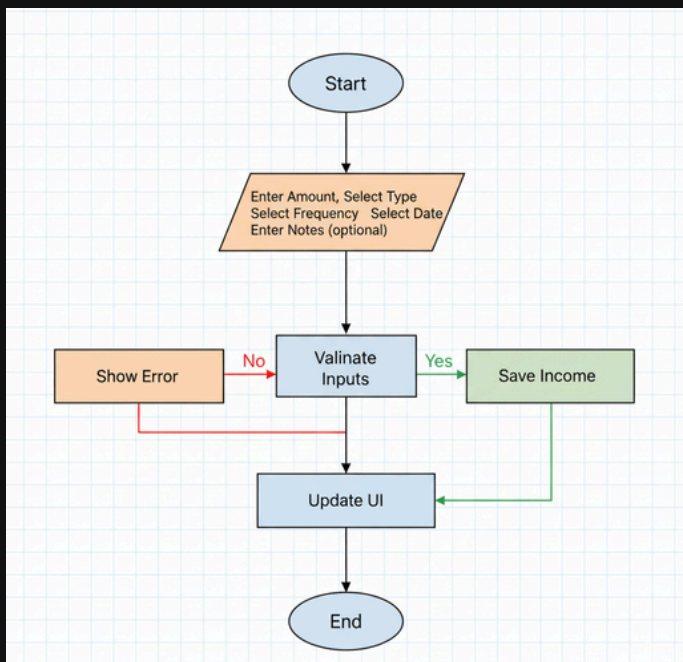 Start
Enter Amount, Select Type
Select Frequency Select Date
Enter Notes (optional)
No
Valinate
Inputs
Yes
Show Error
Save Income
Update UI
End